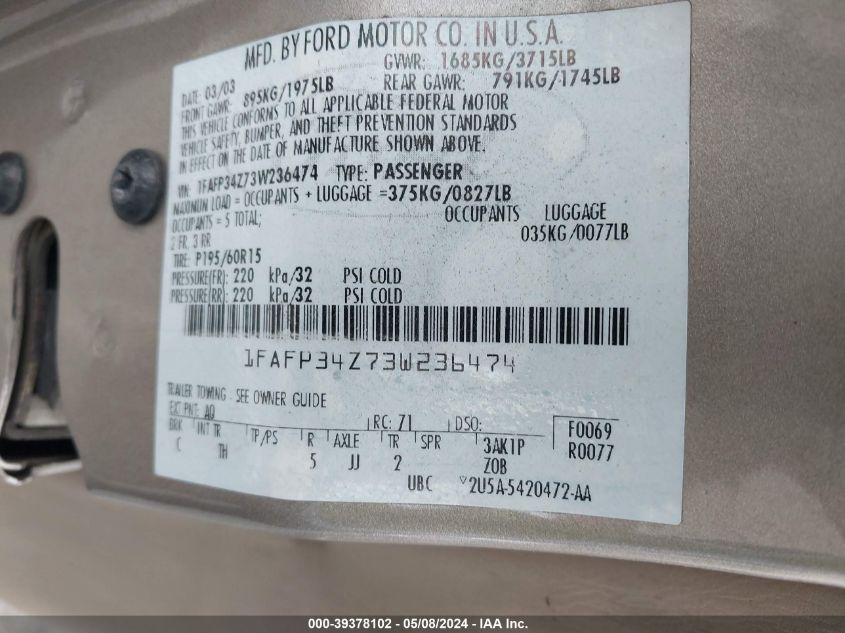 MFD. BY FORD MOTOR CO. IN U.S.A.
DATE: 03/03 GVWR: 1685KG/3715LB
FRONT GAWR: 895KG/1975LB REAR GAWR: 791KG/1745LB
THIS VEHICLE CONFORMS TO ALL APPLICABLE FEDERAL MOTOR
VEHICLE SAFETY, BUMPER, AND THEFT PREVENTION STANDARDS
IN EFFECT ON THE DATE OF MANUFACTURE SHOWN ABOVE.
VIN: 1FAFP34Z73W236474 TYPE: PASSENGER
MAXIMUM LOAD = OCCUPANTS + LUGGAGE =375KG/0827LB
OCCUPANTS = 5 TOTAL; OCCUPANTS LUGGAGE
2 FR, 3 RR 035KG/0077LB
TIRE: P195/60R15
PRESSURE(FR): 220 kPa/32 PSI COLD
PRESSURE(RR): 220 kPa/32 PSI COLD
1FAFP34Z73W236474
TRAILER TOWING - SEE OWNER GUIDE
EXT PNT: AQ RC: 71 DSO: F0069
BRK INT TR TP/PS R AXLE TR SPR 3AK1P R0077
C TH 5 JJ 2 ZOB
UBC 2U5A-5420472-AA
000-39378102 - 05/08/2024 - IAA Inc.